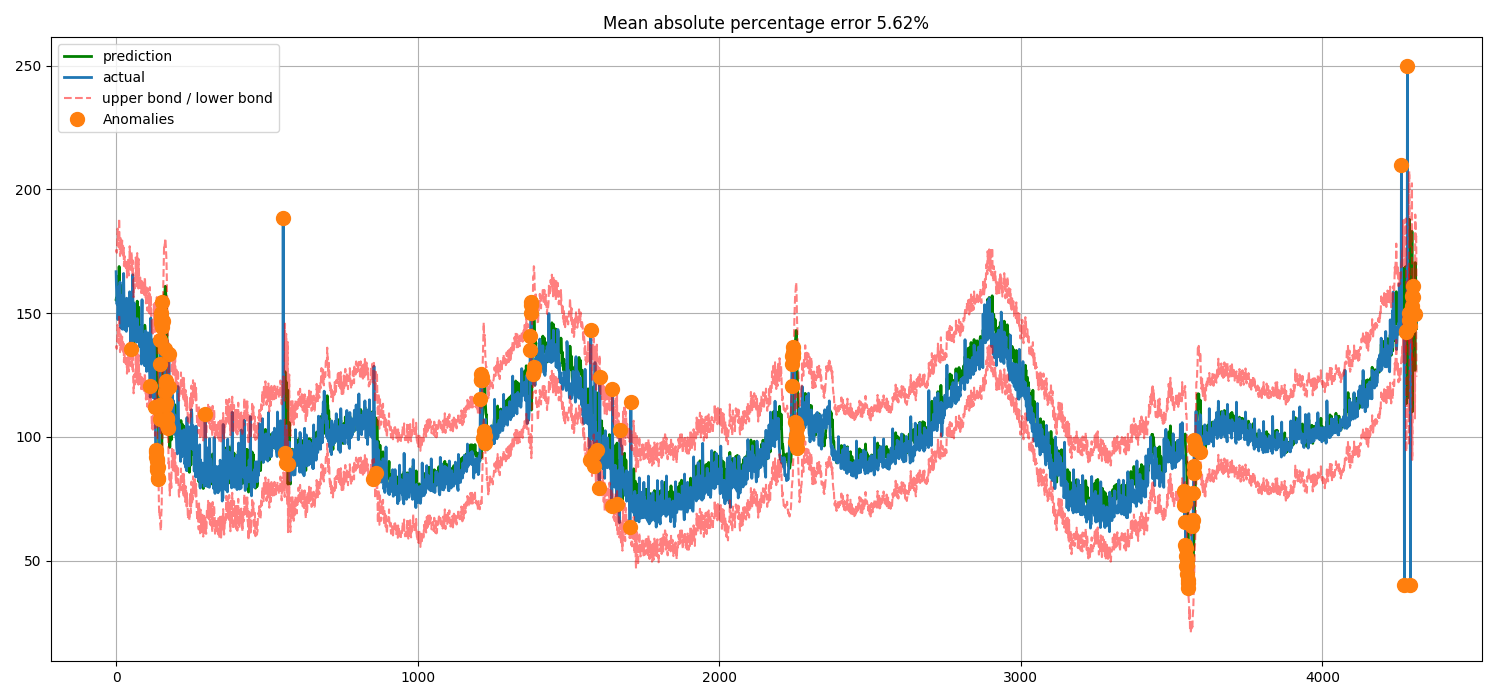 Mean absolute percentage error 5.62%
prediction
actual
upper bond / lower bond
Anomalies
250
200
150
100
50
0
1000
2000
3000
4000